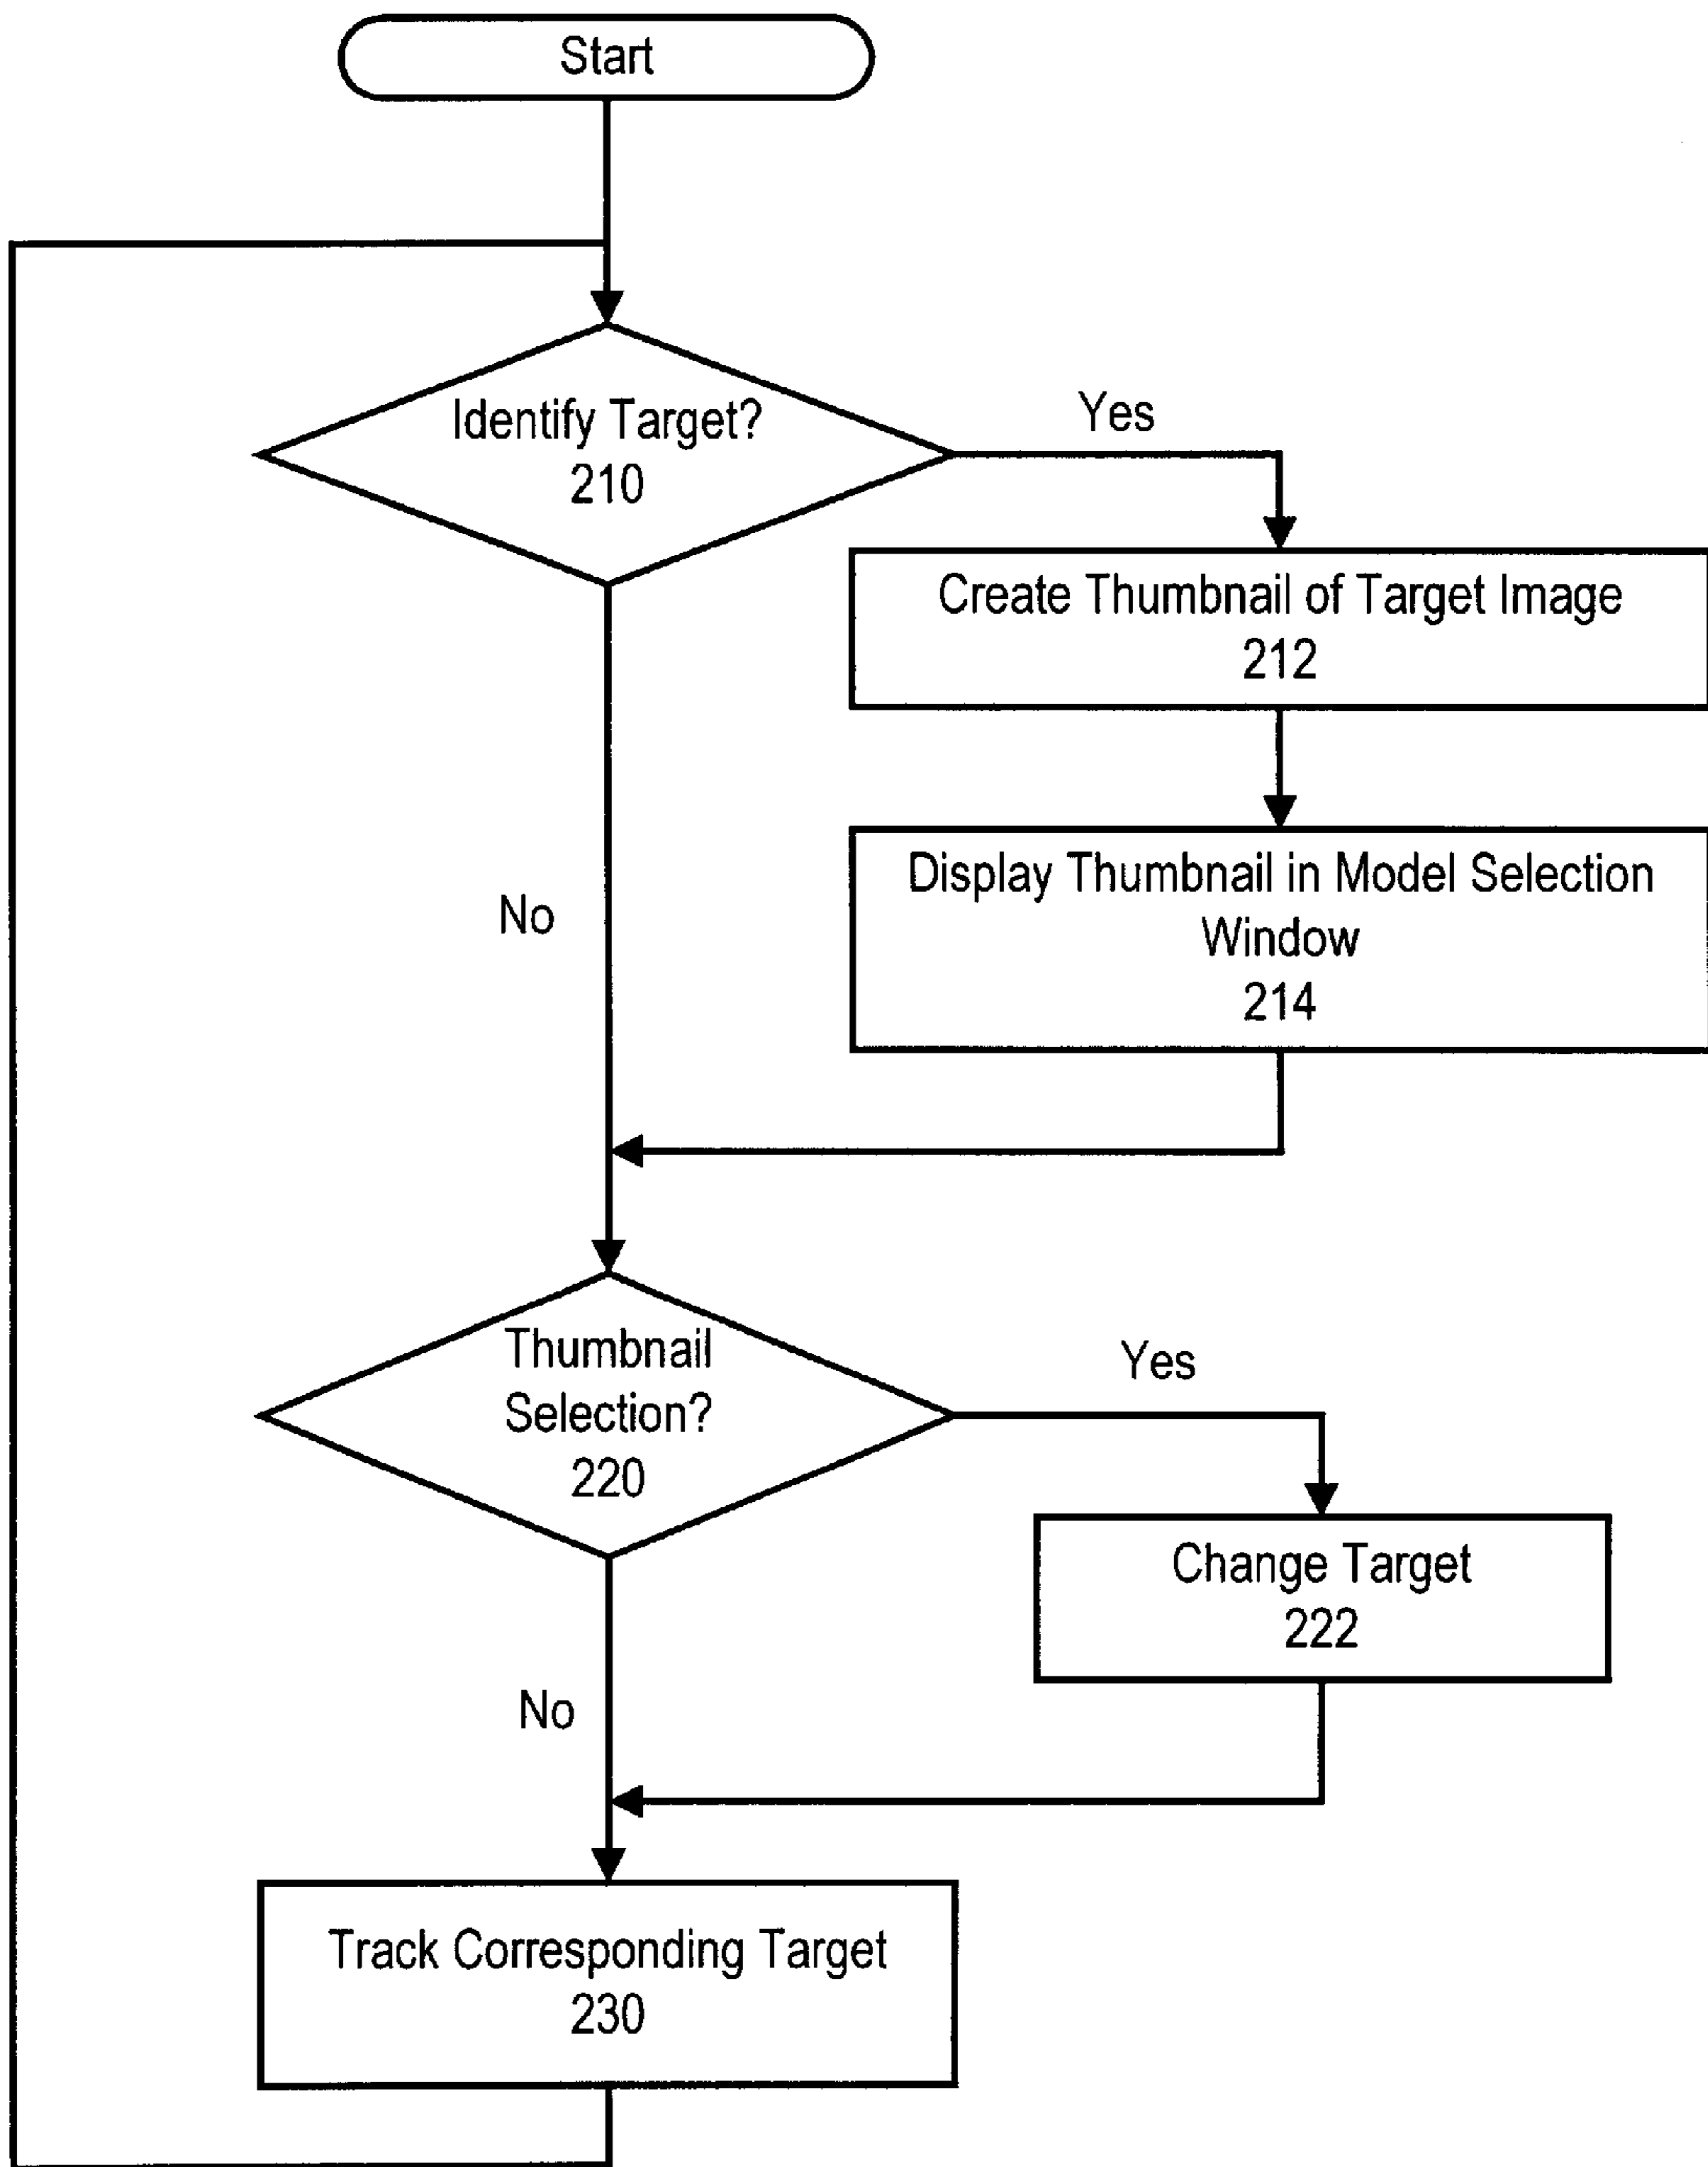 Start
Identify Target?
210
Yes
Create Thumbnail of Target Image
212
Display Thumbnail in Model Selection
Window
214
No
Thumbnail
Selection?
220
Yes
Change Target
222
No
Track Corresponding Target
230